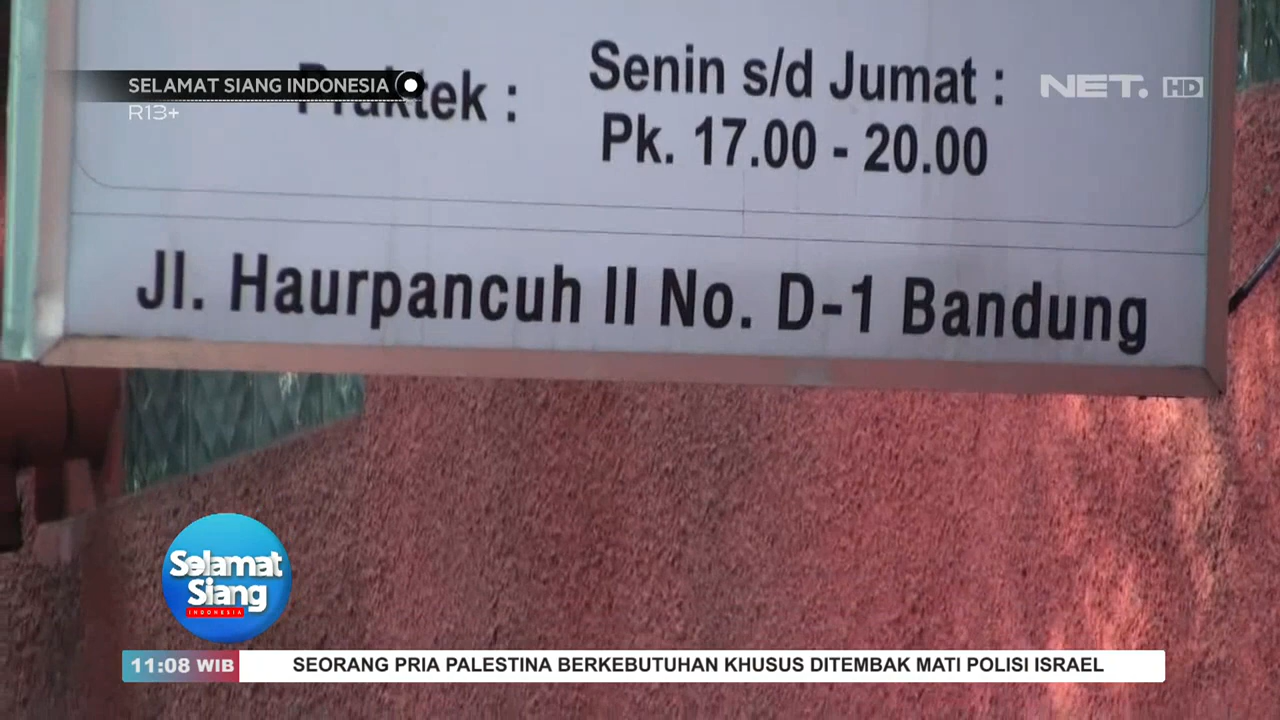 SELAMAT SIANG INDONESIA
R13+
NET. HD
Praktek :
Senin s/d Jumat :
Pk. 17.00 - 20.00
Jl. Haurpancuh II No. D-1 Bandung
Selamat
Siang
INDONESIA
11:08 WIB
SEORANG PRIA PALESTINA BERKEBUTUHAN KHUSUS DITEMBAK MATI POLISI ISRAEL